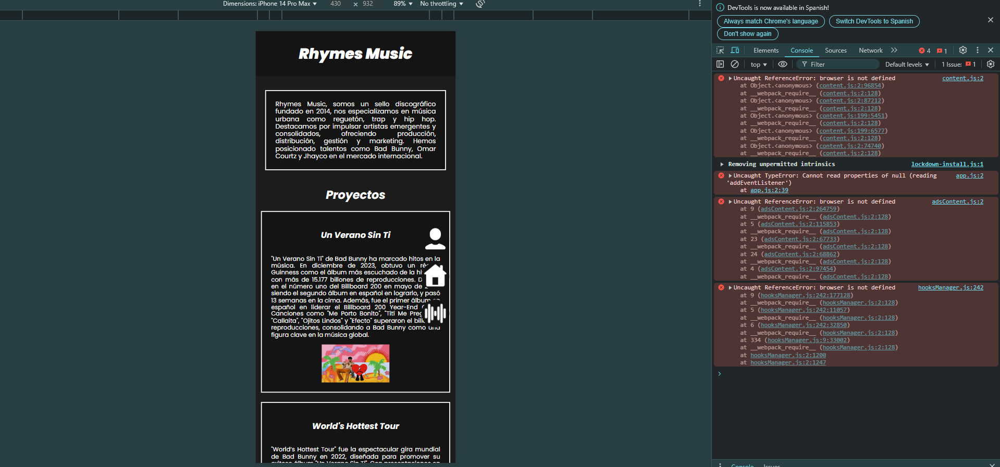 Dimensions: iPhone 14 Pro Max 430 × 932 89% No throttling
Rhymes Music
Rhymes Music, somos un sello discográfico
fundado en 2014, nos especializamos en música
urbana como reguetón, trap y hip hop.
Destacamos por impulsar artistas emergentes y
consolidados, ofreciendo producción,
distribución, gestión y marketing. Hemos
posicionado talentos como Bad Bunny, Omar
Courtz y Jhayco en el mercado internacional.
Proyectos
Un Verano Sin Ti
"Un Verano Sin Ti" de Bad Bunny ha marcado hitos en la
música. En diciembre de 2023, obtuvo un
Guinness como el álbum más escuchado de la
con más de 15.177 billones de reproducciones.
en el número uno del Billboard 200 en mayo de
siendo el segundo álbum en español en lograrlo, y pasó
13 semanas en la cima. Además, fue el primer álbum en
español en liderar el Billboard 200 Year-End
Canciones como "Me Porto Bonito", "Tití Me
"Callaita", "Ojitos Lindos" y "Efecto" superaron el
reproducciones, consolidando a Bad Bunny como una
figura clave en la música global.
World's Hottest Tour
"World's Hottest Tour" fue la espectacular gira mundial
de Bad Bunny en 2022, diseñada para promover su
exitoso álbum "Un Verano Sin Ti". Con presentaciones en
DevTools is now available in Spanish!
Always match Chrome's language Switch DevTools to Spanish
Don't show again
Elements Console Sources Network 4 1
top Filter Default levels 1 Issue: 1
Uncaught ReferenceError: browser is not defined content.js:2
at Object.<anonymous> (content.js:2:96854)
at __webpack_require__ (content.js:2:128)
at Object.<anonymous> (content.js:2:87212)
at __webpack_require__ (content.js:2:128)
at Object.<anonymous> (content.js:199:5451)
at __webpack_require__ (content.js:2:128)
at Object.<anonymous> (content.js:199:6577)
at __webpack_require__ (content.js:2:128)
at Object.<anonymous> (content.js:2:74740)
at __webpack_require__ (content.js:2:128)
Removing unpermitted intrinsics lockdown-install.js:1
Uncaught TypeError: Cannot read properties of null (reading app.js:2
'addEventListener')
at app.js:2:39
Uncaught ReferenceError: browser is not defined adsContent.js:2
at 9 (adsContent.js:2:264759)
at __webpack_require__ (adsContent.js:2:128)
at 5 (adsContent.js:2:115853)
at __webpack_require__ (adsContent.js:2:128)
at 23 (adsContent.js:2:67733)
at __webpack_require__ (adsContent.js:2:128)
at 24 (adsContent.js:2:68862)
at __webpack_require__ (adsContent.js:2:128)
at 4 (adsContent.js:2:97454)
at __webpack_require__ (adsContent.js:2:128)
Uncaught ReferenceError: browser is not defined hooksManager.js:242
at 9 (hooksManager.js:242:177128)
at __webpack_require__ (hooksManager.js:2:128)
at 5 (hooksManager.js:242:11057)
at __webpack_require__ (hooksManager.js:2:128)
at 6 (hooksManager.js:242:32850)
at __webpack_require__ (hooksManager.js:2:128)
at 334 (hooksManager.js:9:33002)
at __webpack_require__ (hooksManager.js:2:128)
at hooksManager.js:2:1200
at hooksManager.js:2:1247
Console Issues